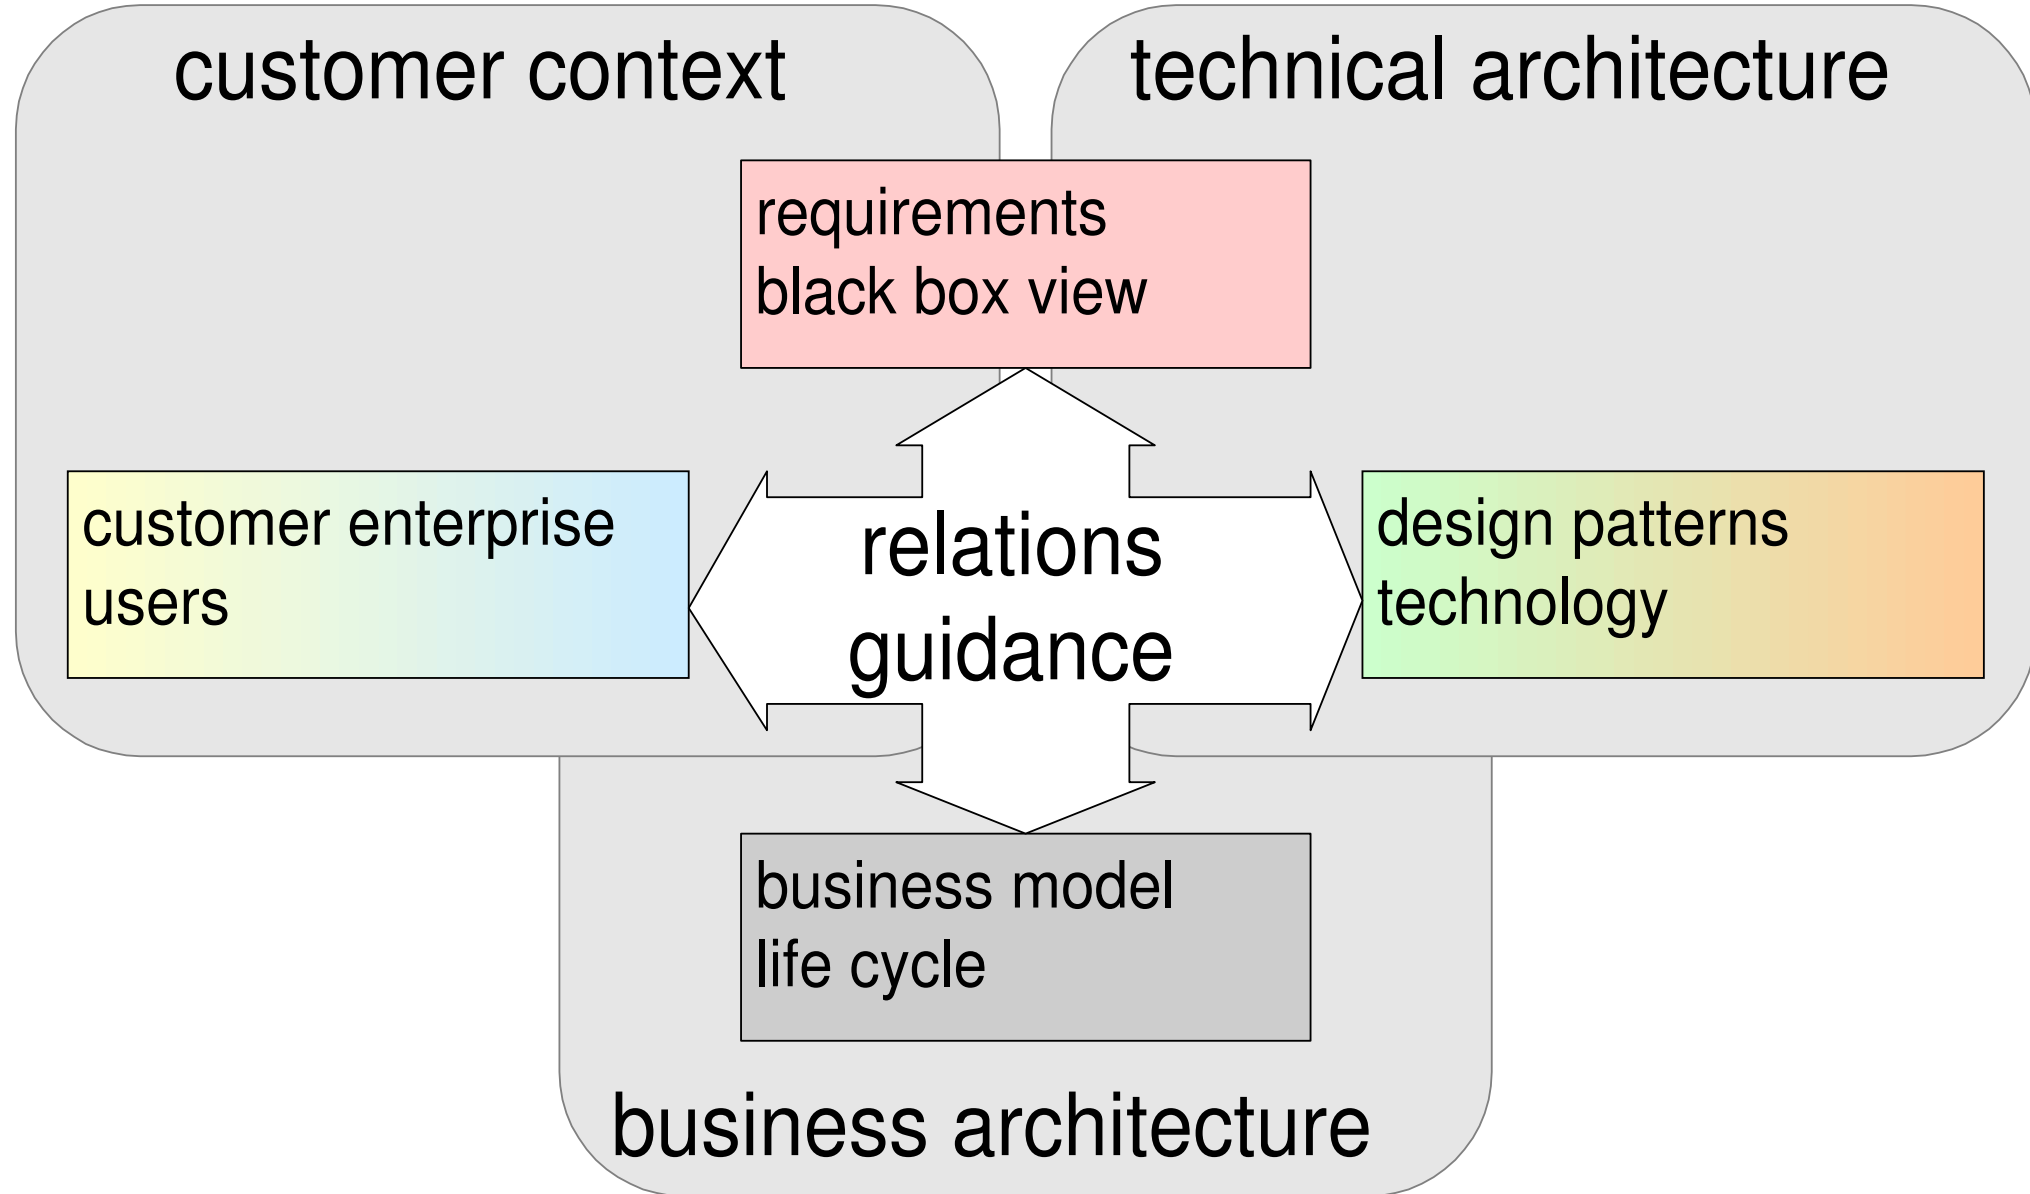 customer context
technical architecture
requirements
black box view
customer enterprise
users
relations
guidance
design patterns
technology
business model
life cycle
business architecture